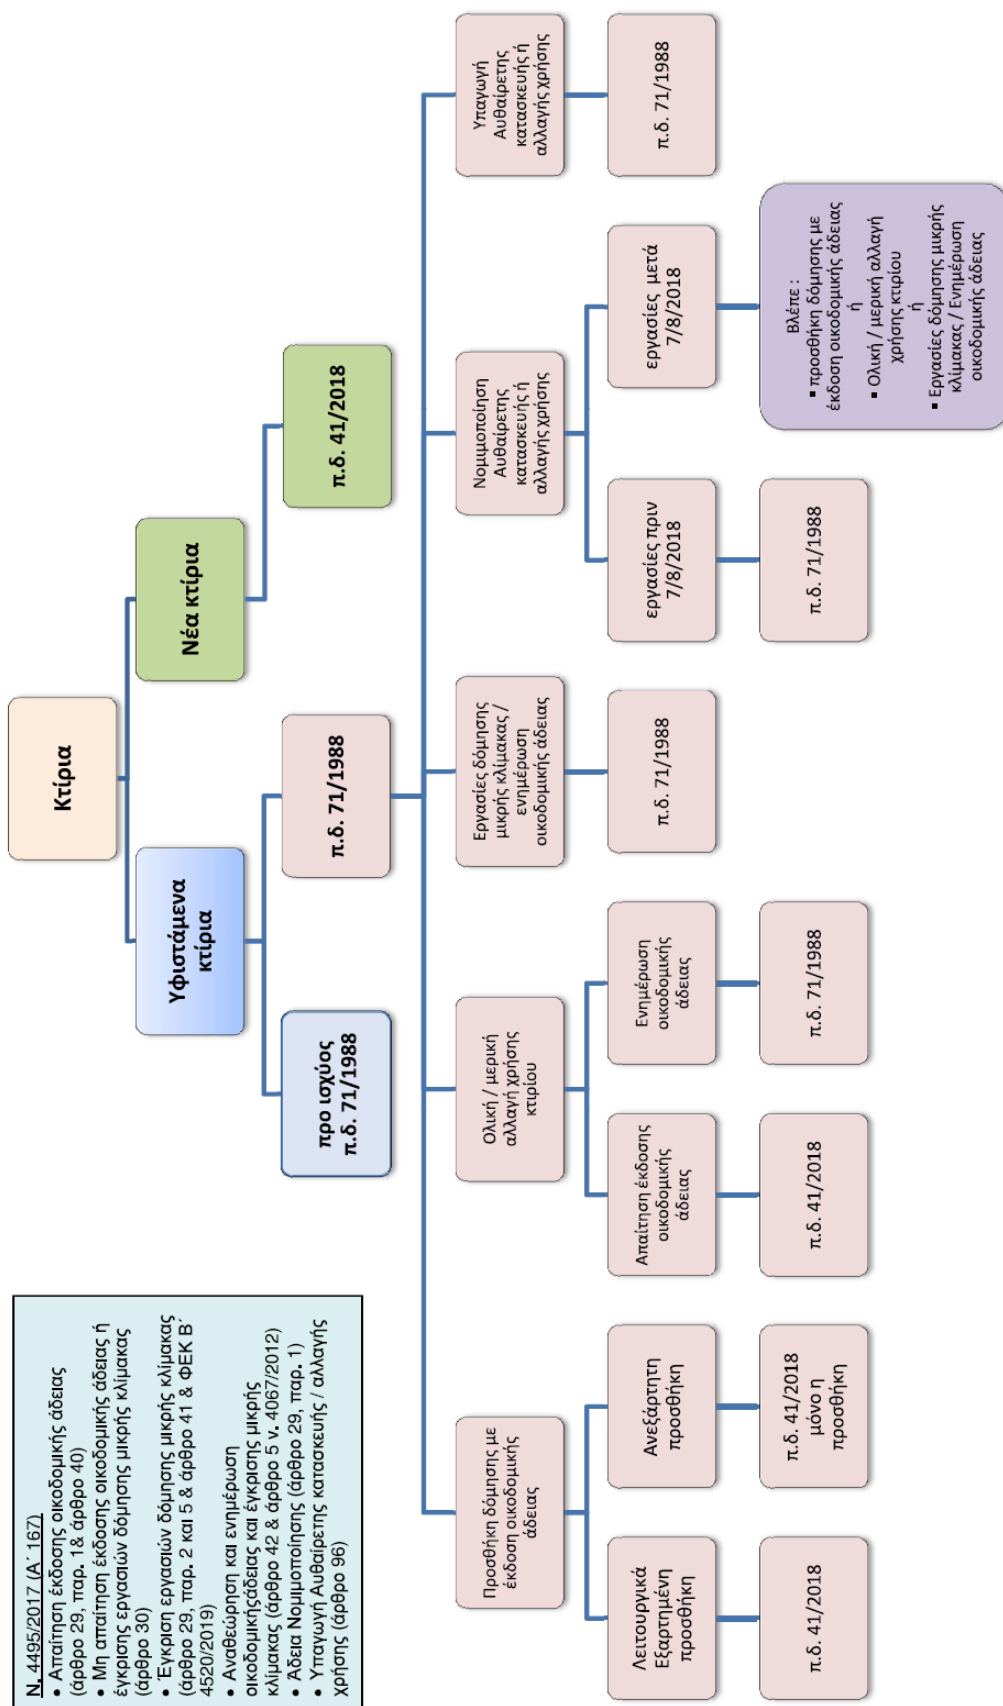 N. 4495/2017 (Α΄ 167)
• Απαίτηση έκδοσης οικοδομικής άδειας
(άρθρο 29, παρ. 1& άρθρο 40)
• Μη απαίτηση έκδοσης οικοδομικής άδειας ή
έγκρισης εργασιών δόμησης μικρής κλίμακας
(άρθρο 30)
• Έγκριση εργασιών δόμησης μικρής κλίμακας
(άρθρο 29, παρ. 2 και 5 & άρθρο 41 & ΦΕΚ Β΄
4520/2019)
• Αναθεώρηση και ενημέρωση
οικοδομικήςάδειας και έγκρισης μικρής
κλίμακας (άρθρο 42 & άρθρο 5 ν. 4067/2012)
• Άδεια Νομιμοποίησης (άρθρο 29, παρ. 1)
• Υπαγωγή Αυθαίρετης κατασκευής / αλλαγής
χρήσης (άρθρο 96)
Κτίρια
Υφιστάμενα
κτίρια
Νέα κτίρια
προ ισχύος
π.δ. 71/1988
π.δ. 71/1988
π.δ. 41/2018
Προσθήκη δόμησης με
έκδοση οικοδομικής
άδειας
Ολική / μερική
αλλαγή χρήσης
κτιρίου
Εργασίες δόμησης
μικρής κλίμακας /
ενημέρωση
οικοδομικής άδειας
Νομιμοποίηση
Αυθαίρετης
κατασκευής ή
αλλαγής χρήσης
Υπαγωγή
Αυθαίρετης
κατασκευής ή
αλλαγής χρήσης
Λειτουργικά
Εξαρτημένη
προσθήκη
Ανεξάρτητη
προσθήκη
Απαίτηση έκδοσης
οικοδομικής
άδειας
Ενημέρωση
οικοδομικής
άδειας
π.δ. 71/1988
εργασίες πριν
7/8/2018
εργασίες μετά
7/8/2018
π.δ. 71/1988
π.δ. 41/2018
π.δ. 41/2018
μόνο η
προσθήκη
π.δ. 41/2018
π.δ. 71/1988
π.δ. 71/1988
Βλέπε :
▪ προσθήκη δόμησης με
έκδοση οικοδομικής άδειας
ή
▪ Ολική / μερική αλλαγή
χρήσης κτιρίου
ή
▪ Εργασίες δόμησης μικρής
κλίμακας / Ενημέρωση
οικοδομικής άδειας